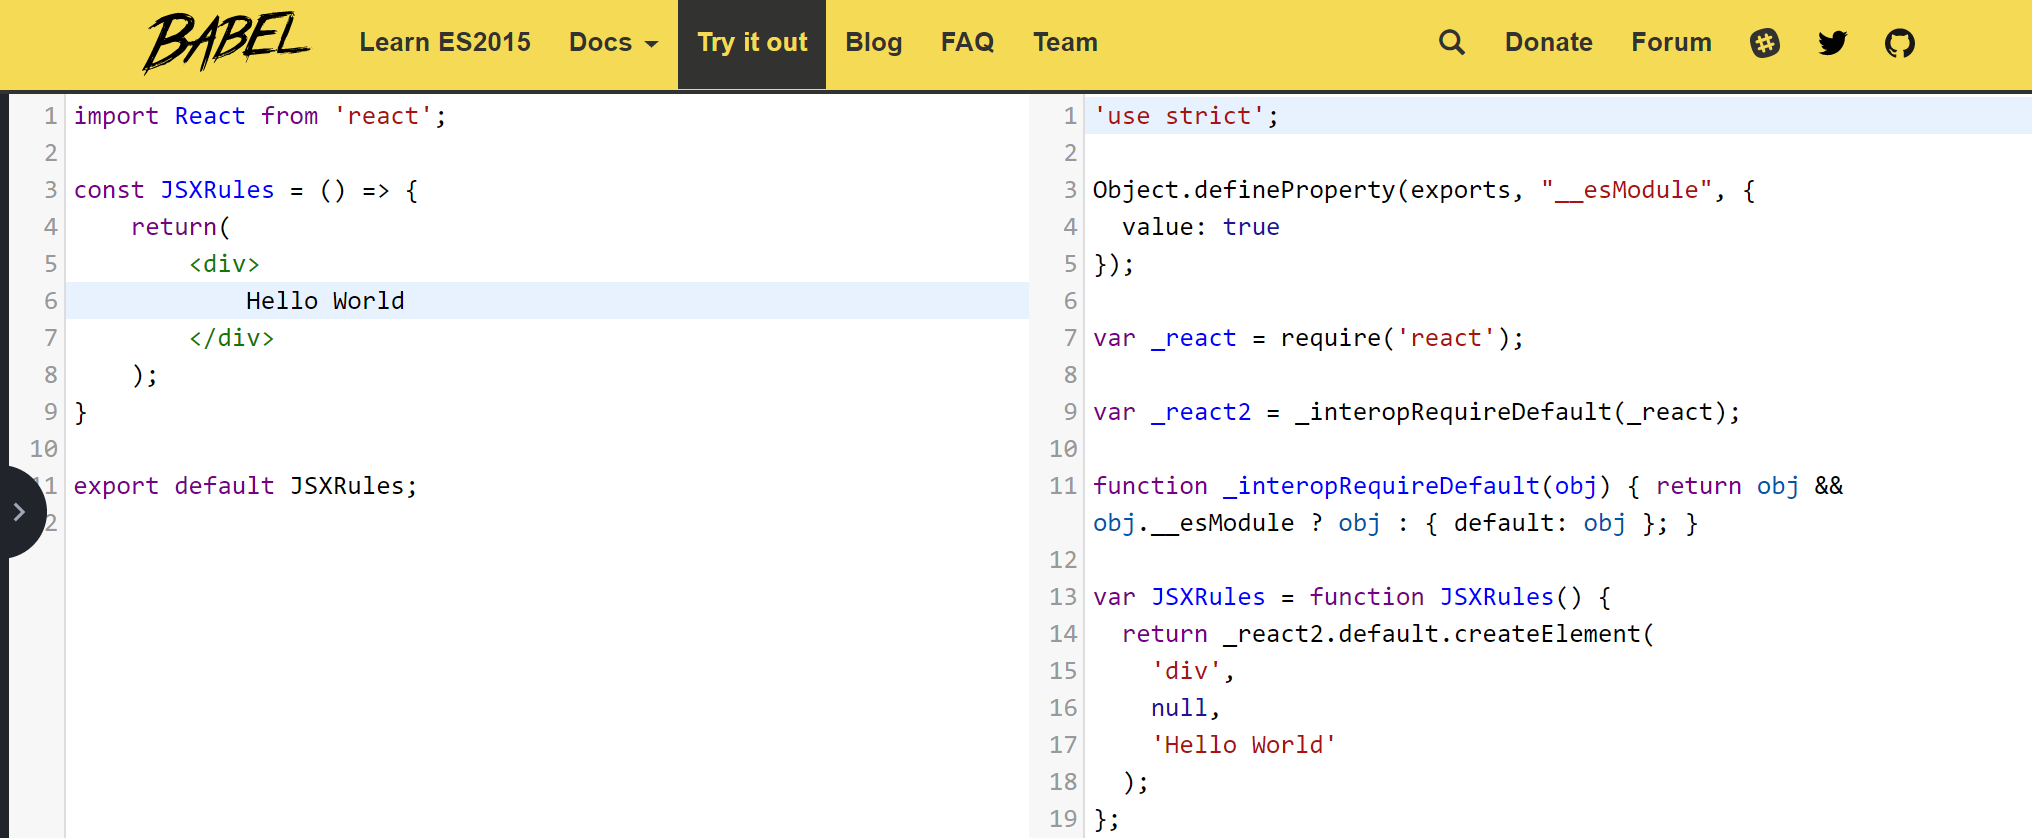 BABEL Learn ES2015 Docs Try it out Blog FAQ Team Donate Forum
1 import React from 'react';
2
3 const JSXRules = () => {
4     return(
5         <div>
6             Hello World
7         </div>
8     );
9 }
10
11 export default JSXRules;
2
1 'use strict';
2
3 Object.defineProperty(exports, "__esModule", {
4   value: true
5 });
6
7 var _react = require('react');
8
9 var _react2 = _interopRequireDefault(_react);
10
11 function _interopRequireDefault(obj) { return obj &&
obj.__esModule ? obj : { default: obj }; }
12
13 var JSXRules = function JSXRules() {
14   return _react2.default.createElement(
15     'div',
16     null,
17     'Hello World'
18   );
19 };